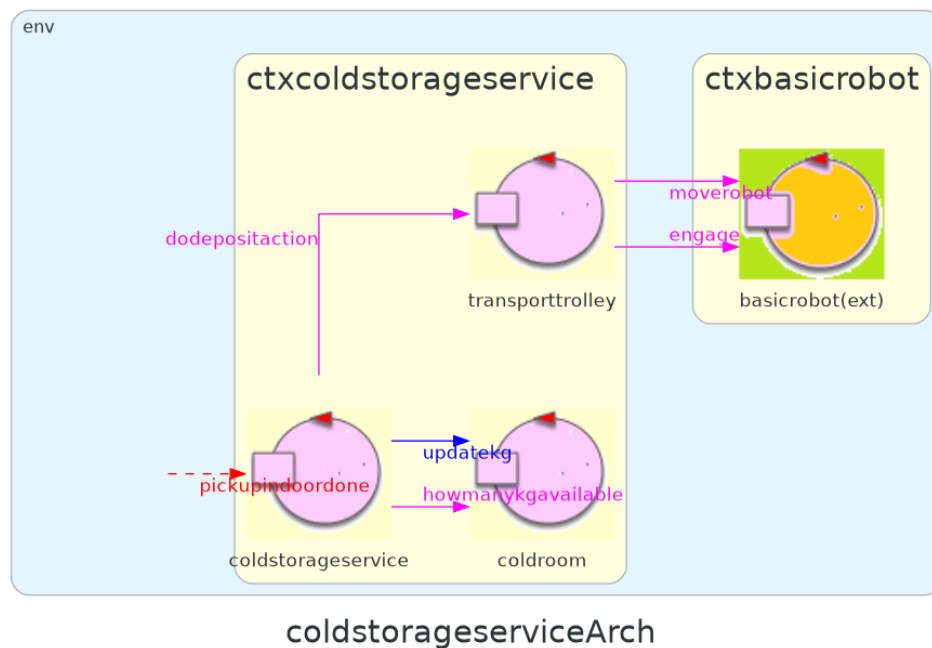 env
ctxcoldstorageservice
ctxbasicrobot
moverobot
dodepositaction
engage
transporttrolley
basicrobot(ext)
updatekg
pickupindoordone
howmanykgavailable
coldstorageservice
coldroom
coldstorageserviceArch